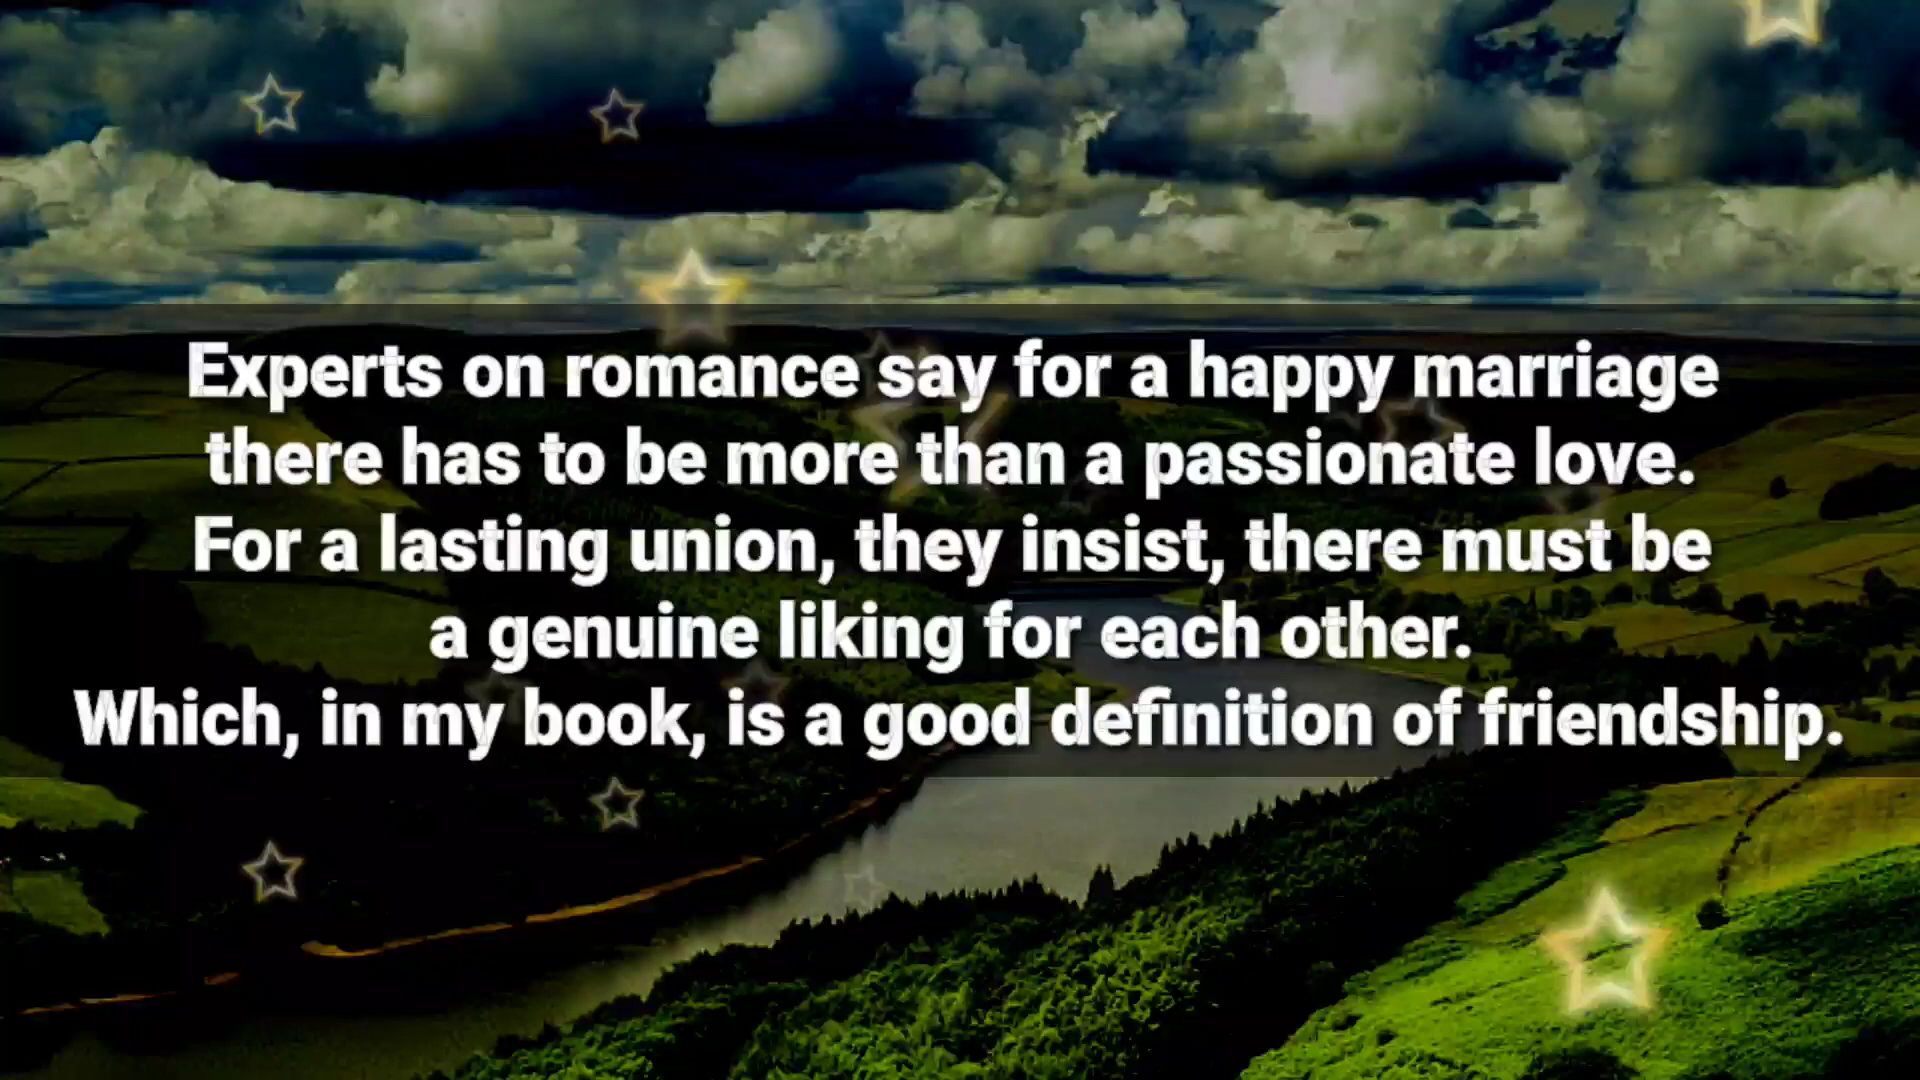 Experts on romance say for a happy marriage
there has to be more than a passionate love.
For a lasting union, they insist, there must be
a genuine liking for each other.
Which, in my book, is a good definition of friendship.